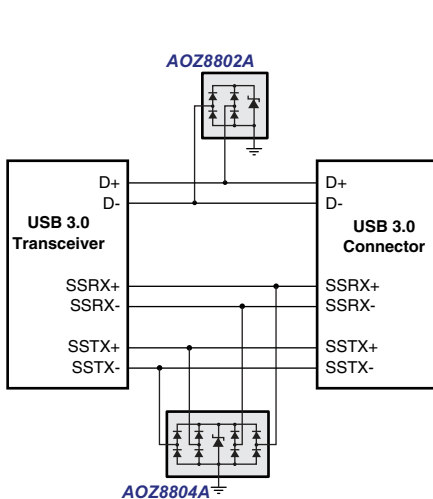 AOZ8802A
D+
D-
USB 3.0
Transceiver
SSRX+
SSRX-
SSTX+
SSTX-
D+
D-
USB 3.0
Connector
SSRX+
SSRX-
SSTX+
SSTX-
AOZ8804A